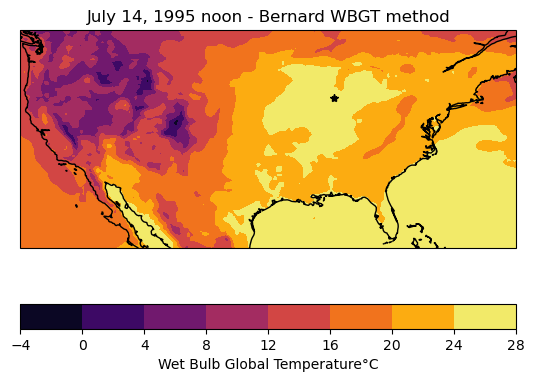 July 14, 1995 noon - Bernard WBGT method
−4 0 4 8 12 16 20 24 28
Wet Bulb Global Temperature°C